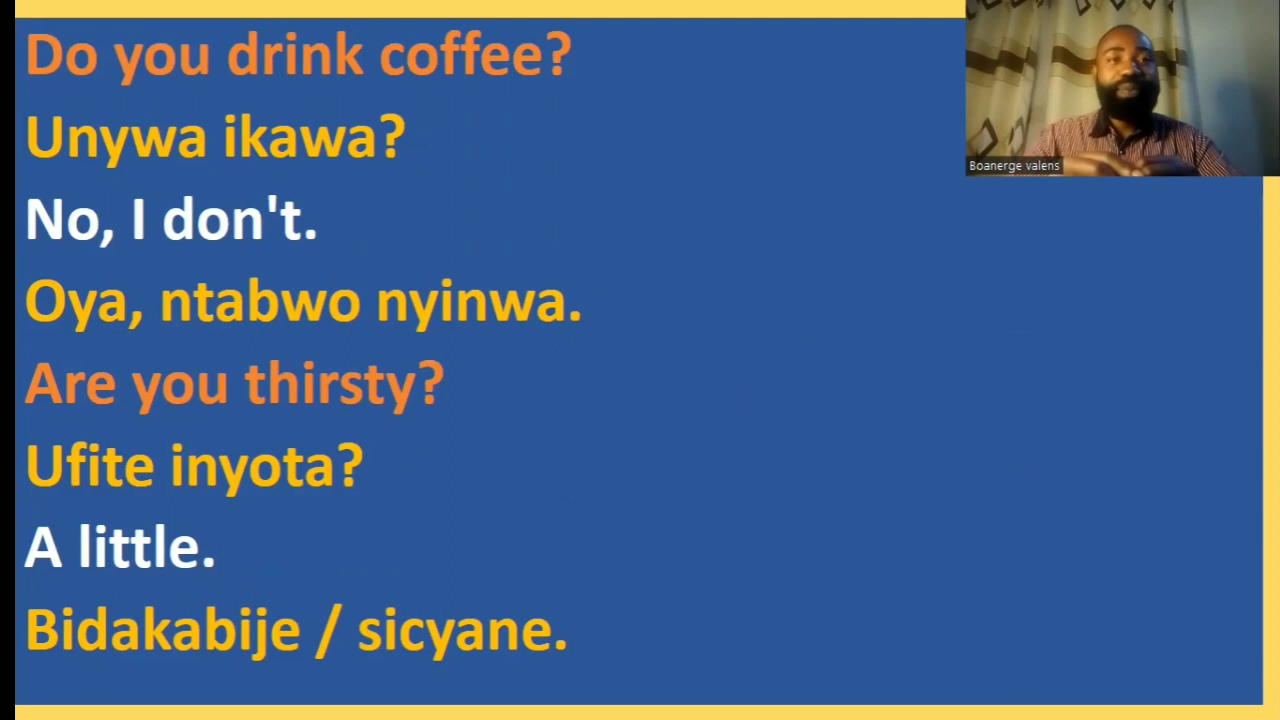 Do you drink coffee?
Unywa ikawa?
No, I don't.
Oya, ntabwo nyinwa.
Are you thirsty?
Ufite inyota?
A little.
Bidakabije / sicyane.
Boanerge valens